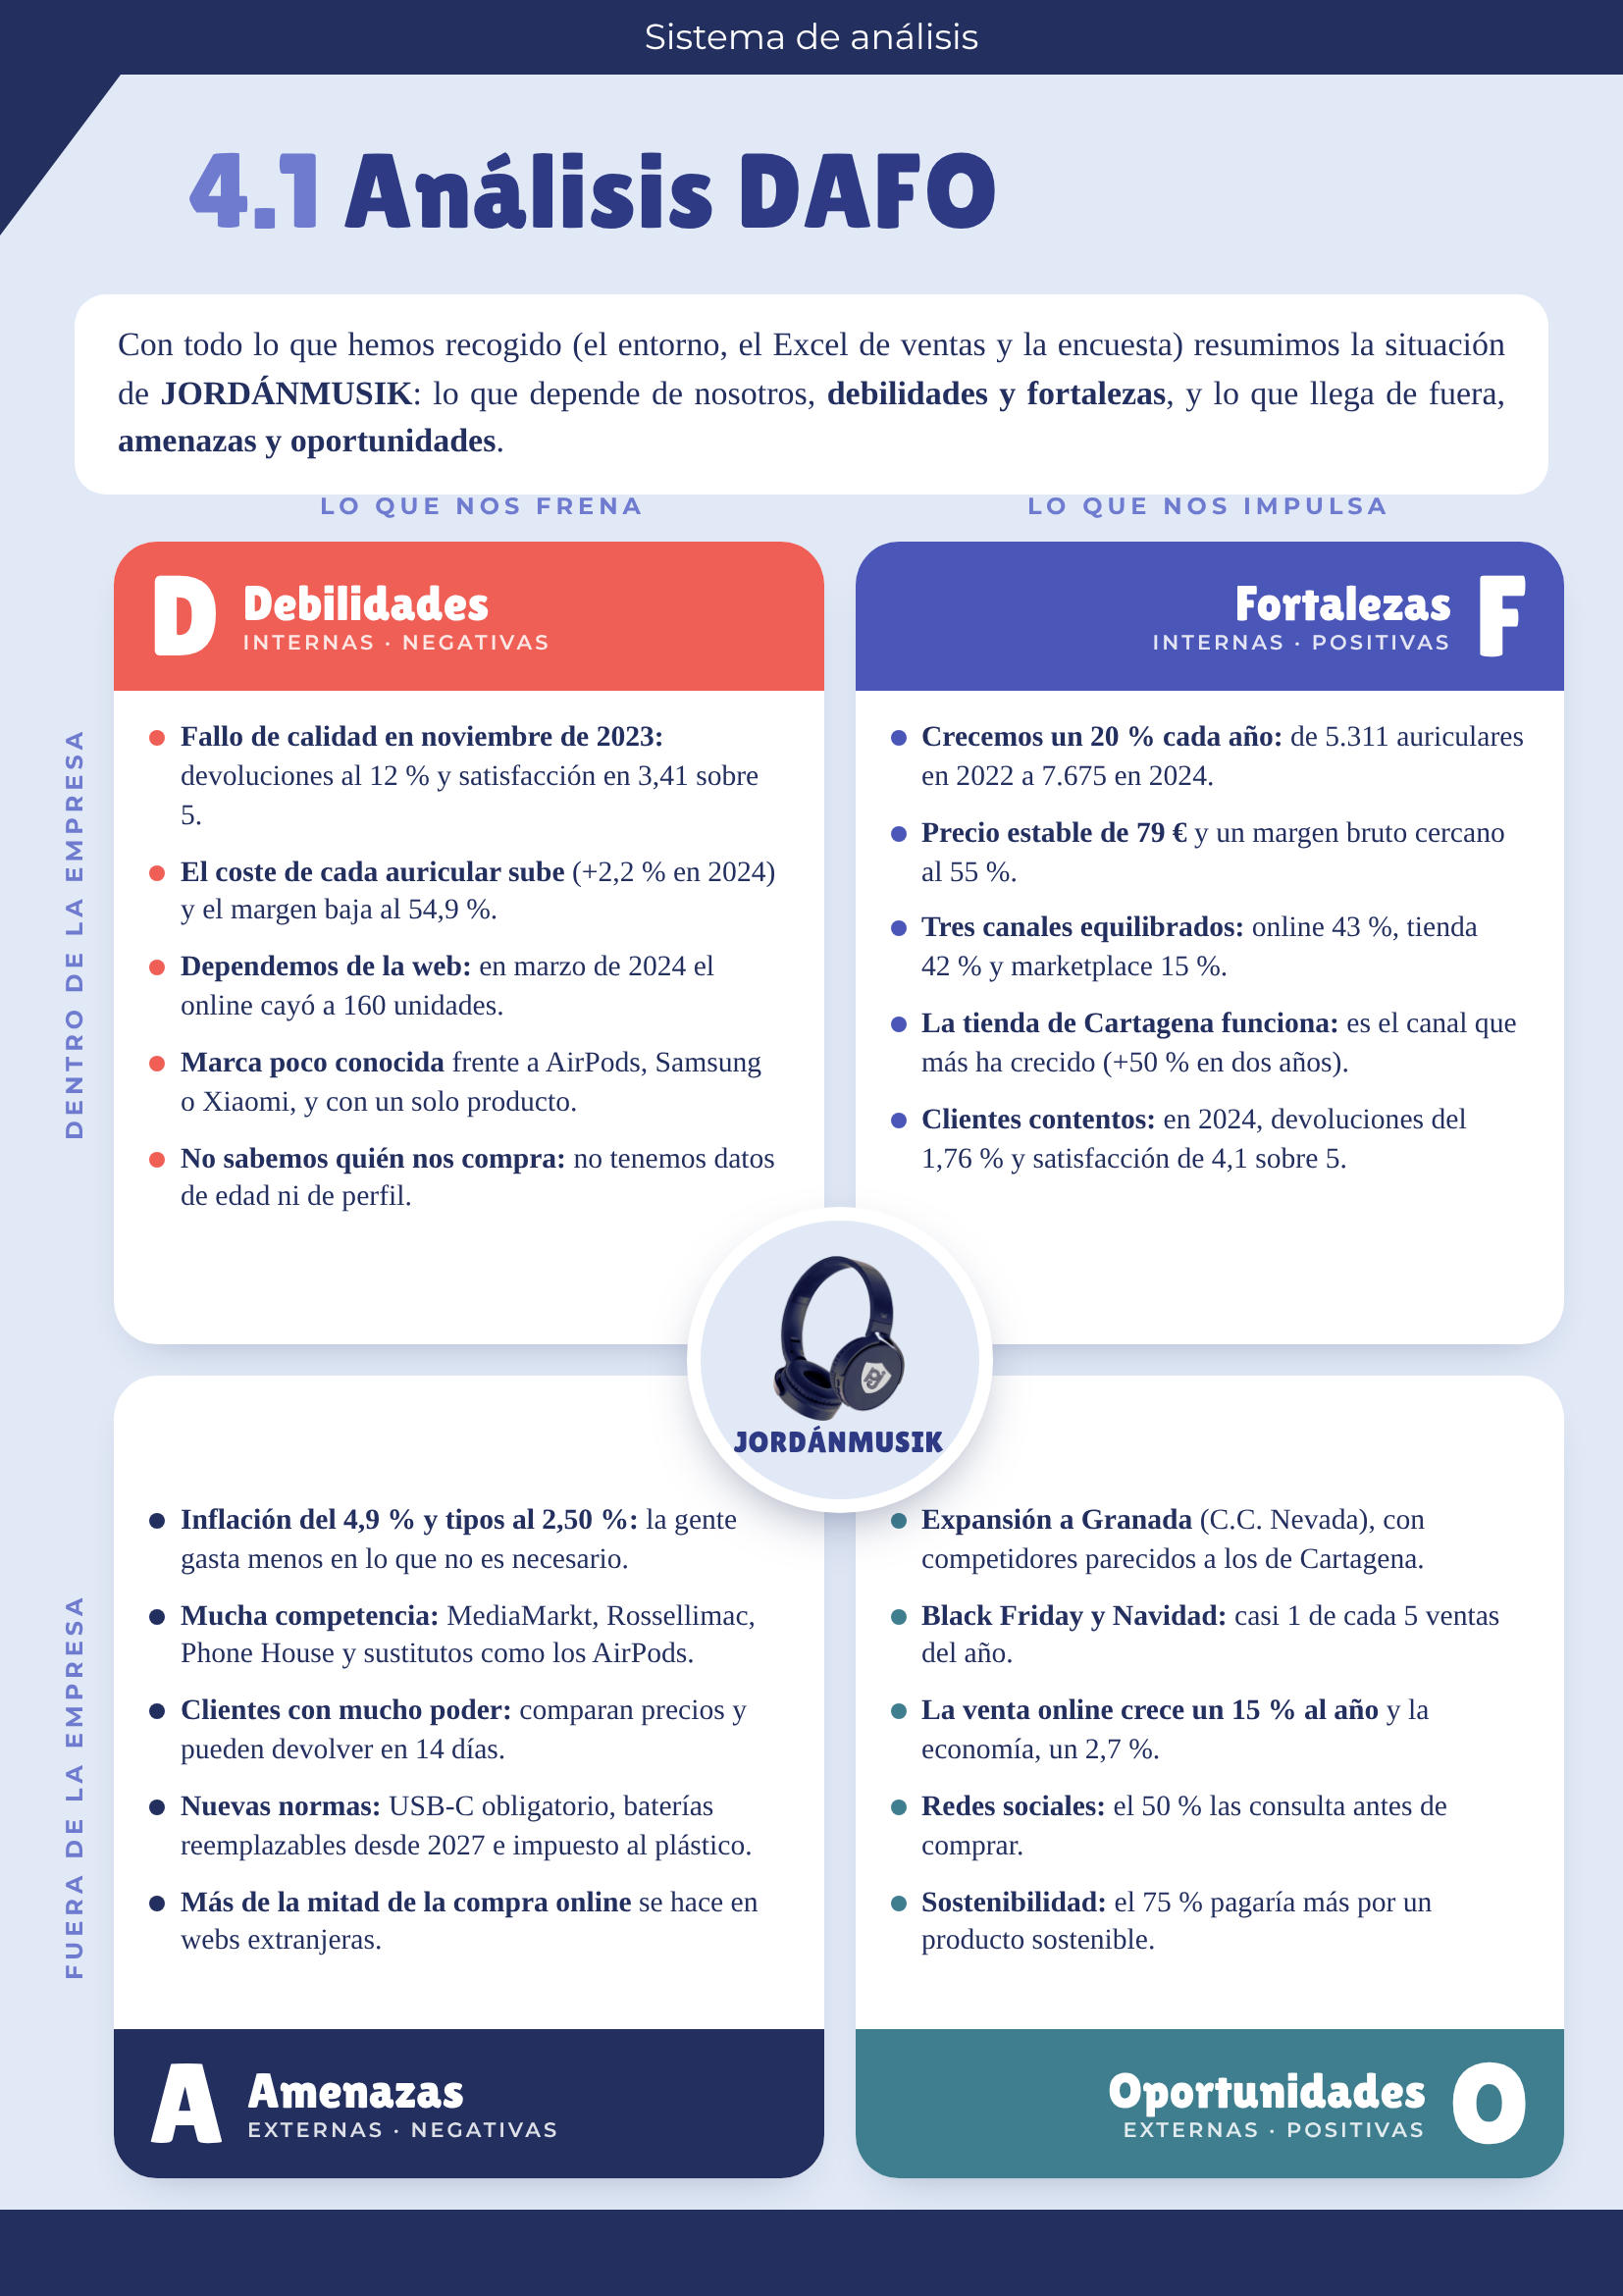 Sistema de análisis
4.1 Análisis DAFO
Con todo lo que hemos recogido (el entorno, el Excel de ventas y la encuesta) resumimos la situación
de JORDÁNMUSIK: lo que depende de nosotros, debilidades y fortalezas, y lo que llega de fuera,
amenazas y oportunidades.
LO QUE NOS FRENA
LO QUE NOS IMPULSA
DENTRO DE LA EMPRESA
D
Debilidades
INTERNAS · NEGATIVAS
Fallo de calidad en noviembre de 2023:
devoluciones al 12 % y satisfacción en 3,41 sobre
5.
El coste de cada auricular sube (+2,2 % en 2024)
y el margen baja al 54,9 %.
Dependemos de la web: en marzo de 2024 el
online cayó a 160 unidades.
Marca poco conocida frente a AirPods, Samsung
o Xiaomi, y con un solo producto.
No sabemos quién nos compra: no tenemos datos
de edad ni de perfil.
Fortalezas
INTERNAS · POSITIVAS
F
Crecemos un 20 % cada año: de 5.311 auriculares
en 2022 a 7.675 en 2024.
Precio estable de 79 € y un margen bruto cercano
al 55 %.
Tres canales equilibrados: online 43 %, tienda
42 % y marketplace 15 %.
La tienda de Cartagena funciona: es el canal que
más ha crecido (+50 % en dos años).
Clientes contentos: en 2024, devoluciones del
1,76 % y satisfacción de 4,1 sobre 5.
JORDÁNMUSIK
FUERA DE LA EMPRESA
Inflación del 4,9 % y tipos al 2,50 %: la gente
gasta menos en lo que no es necesario.
Mucha competencia: MediaMarkt, Rossellimac,
Phone House y sustitutos como los AirPods.
Clientes con mucho poder: comparan precios y
pueden devolver en 14 días.
Nuevas normas: USB-C obligatorio, baterías
reemplazables desde 2027 e impuesto al plástico.
Más de la mitad de la compra online se hace en
webs extranjeras.
A
Amenazas
EXTERNAS · NEGATIVAS
Expansión a Granada (C.C. Nevada), con
competidores parecidos a los de Cartagena.
Black Friday y Navidad: casi 1 de cada 5 ventas
del año.
La venta online crece un 15 % al año y la
economía, un 2,7 %.
Redes sociales: el 50 % las consulta antes de
comprar.
Sostenibilidad: el 75 % pagaría más por un
producto sostenible.
Oportunidades
EXTERNAS · POSITIVAS
O